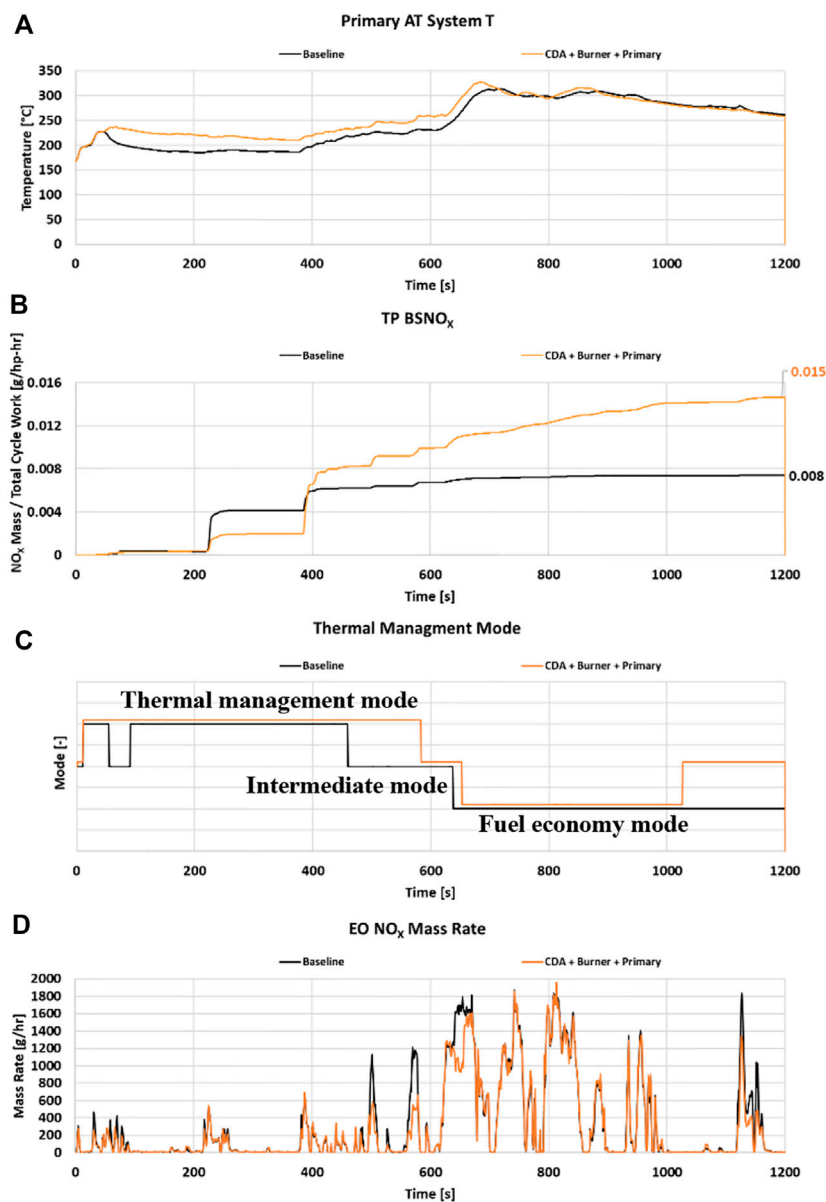 A
Primary AT System T
Baseline
CDA + Burner + Primary
Temperature [°C]
350
300
250
200
150
100
50
0
0 200 400 600 800 1000 1200
Time [s]
B
TP BSNOX
Baseline
CDA + Burner + Primary
NOX Mass / Total Cycle Work [g/hp-hr]
0.015
0.016
0.012
0.008
0.008
0.004
0
0 200 400 600 800 1000 1200
Time [s]
C
Thermal Managment Mode
Baseline
CDA + Burner + Primary
Mode [-]
Thermal management mode
Intermediate mode
Fuel economy mode
0 200 400 600 800 1000 1200
Time [s]
D
EO NOX Mass Rate
Baseline
CDA + Burner + Primary
Mass Rate [g/hr]
2000
1800
1600
1400
1200
1000
800
600
400
200
0
0 200 400 600 800 1000 1200
Time [s]